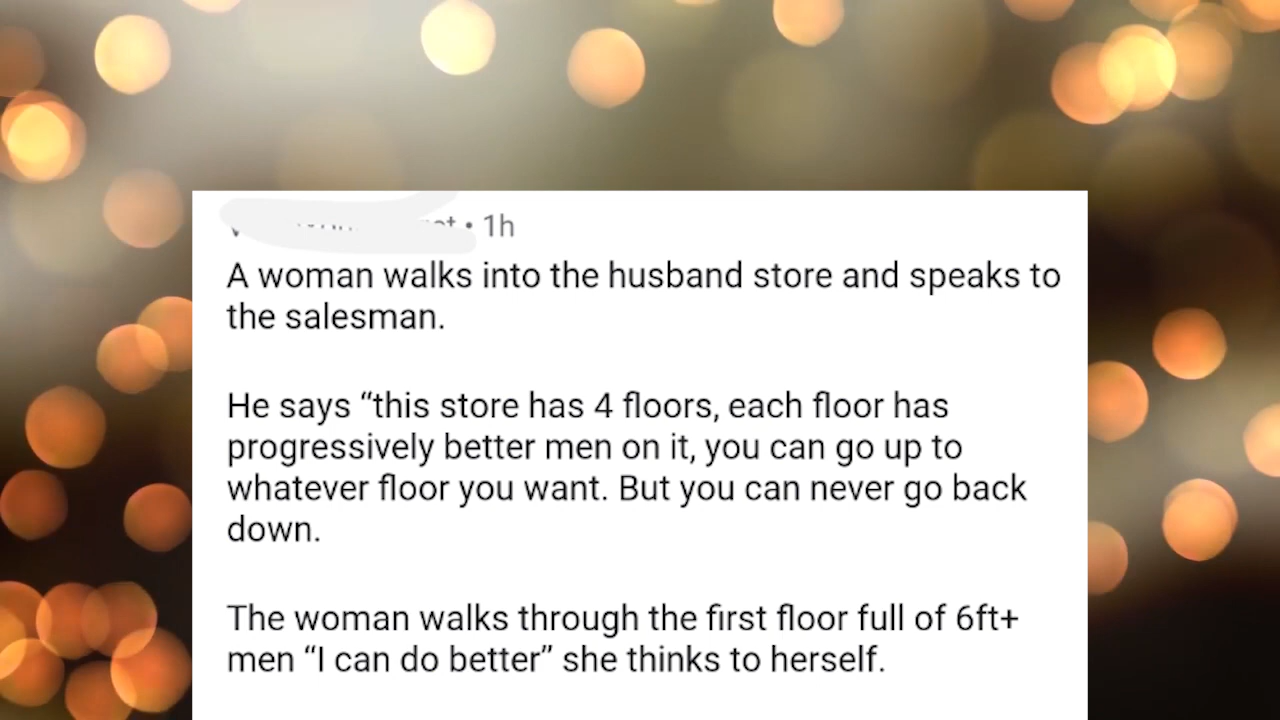 • 1h
A woman walks into the husband store and speaks to
the salesman.
He says “this store has 4 floors, each floor has
progressively better men on it, you can go up to
whatever floor you want. But you can never go back
down.
The woman walks through the first floor full of 6ft+
men “I can do better” she thinks to herself.